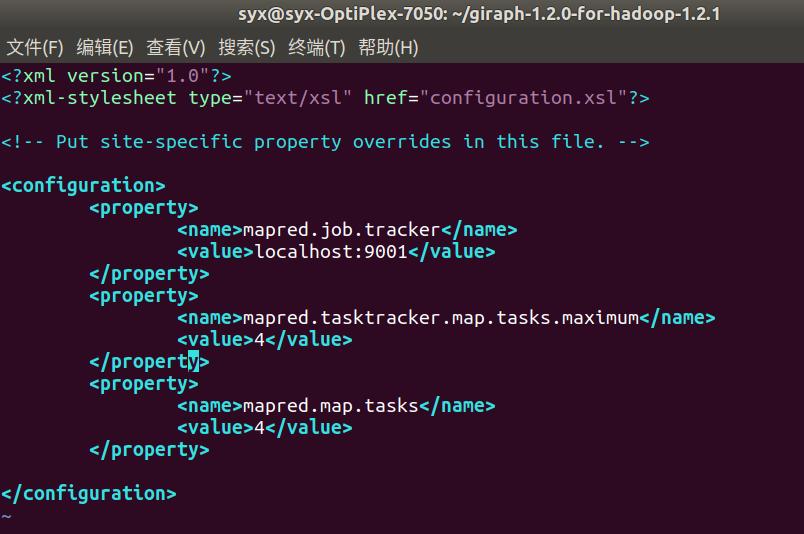 syx@syx-OptiPlex-7050: ~/giraph-1.2.0-for-hadoop-1.2.1
文件(F) 编辑(E) 查看(V) 搜索(S) 终端(T) 帮助(H)
<?xml version="1.0"?>
<?xml-stylesheet type="text/xsl" href="configuration.xsl"?>
<!-- Put site-specific property overrides in this file. -->
<configuration>
<property>
<name>mapred.job.tracker</name>
<value>localhost:9001</value>
</property>
<property>
<name>mapred.tasktracker.map.tasks.maximum</name>
<value>4</value>
</property>
<property>
<name>mapred.map.tasks</name>
<value>4</value>
</property>
</configuration>
~